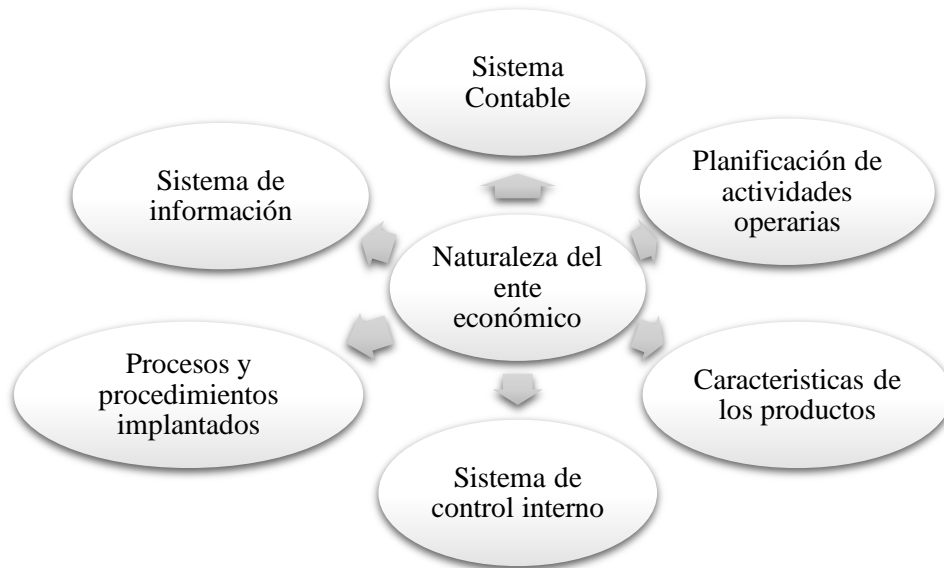 Sistema
Contable
Planificación de
actividades
operarias
Sistema de
información
Naturaleza del
ente
económico
Procesos y
procedimientos
implantados
Caracteristicas de
los productos
Sistema de
control interno